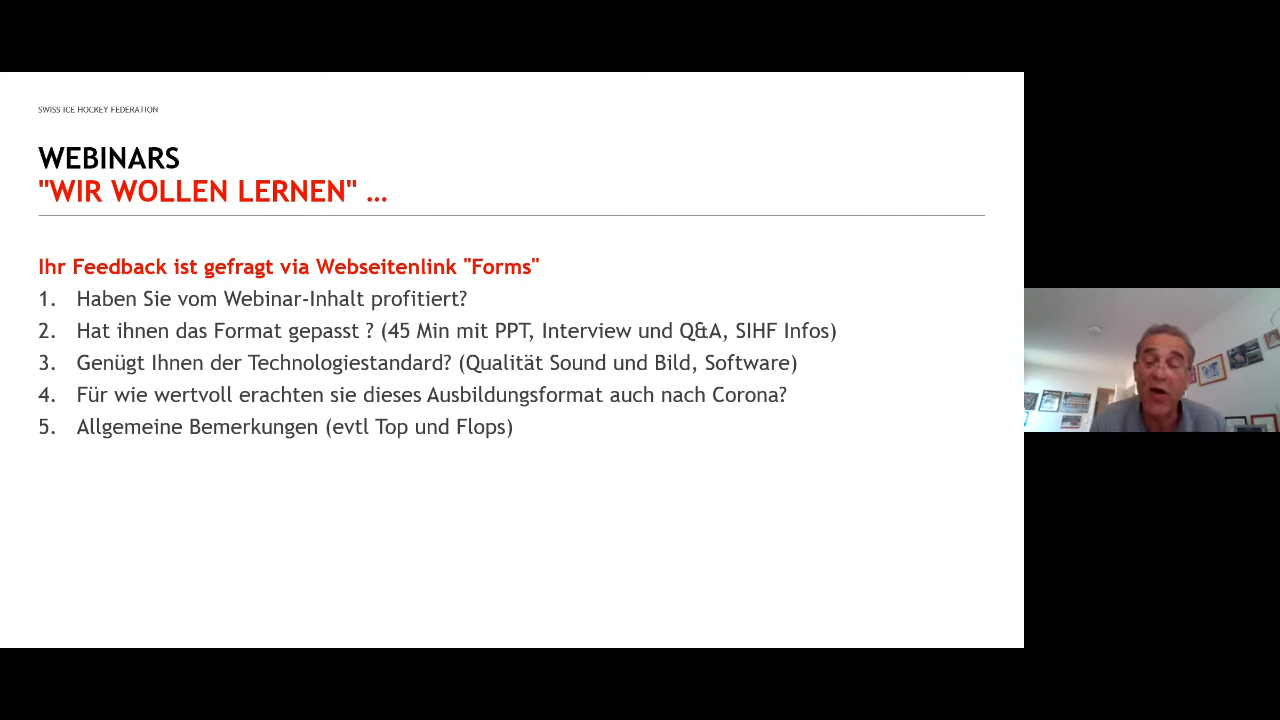 SWISS ICE HOCKEY FEDERATION
WEBINARS
"WIR WOLLEN LERNEN" ...
Ihr Feedback ist gefragt via Webseitenlink "Forms"
1. Haben Sie vom Webinar-Inhalt profitiert?
2. Hat ihnen das Format gepasst ? (45 Min mit PPT, Interview und Q&A, SIHF Infos)
3. Genügt Ihnen der Technologiestandard? (Qualität Sound und Bild, Software)
4. Für wie wertvoll erachten sie dieses Ausbildungsformat auch nach Corona?
5. Allgemeine Bemerkungen (evtl Top und Flops)